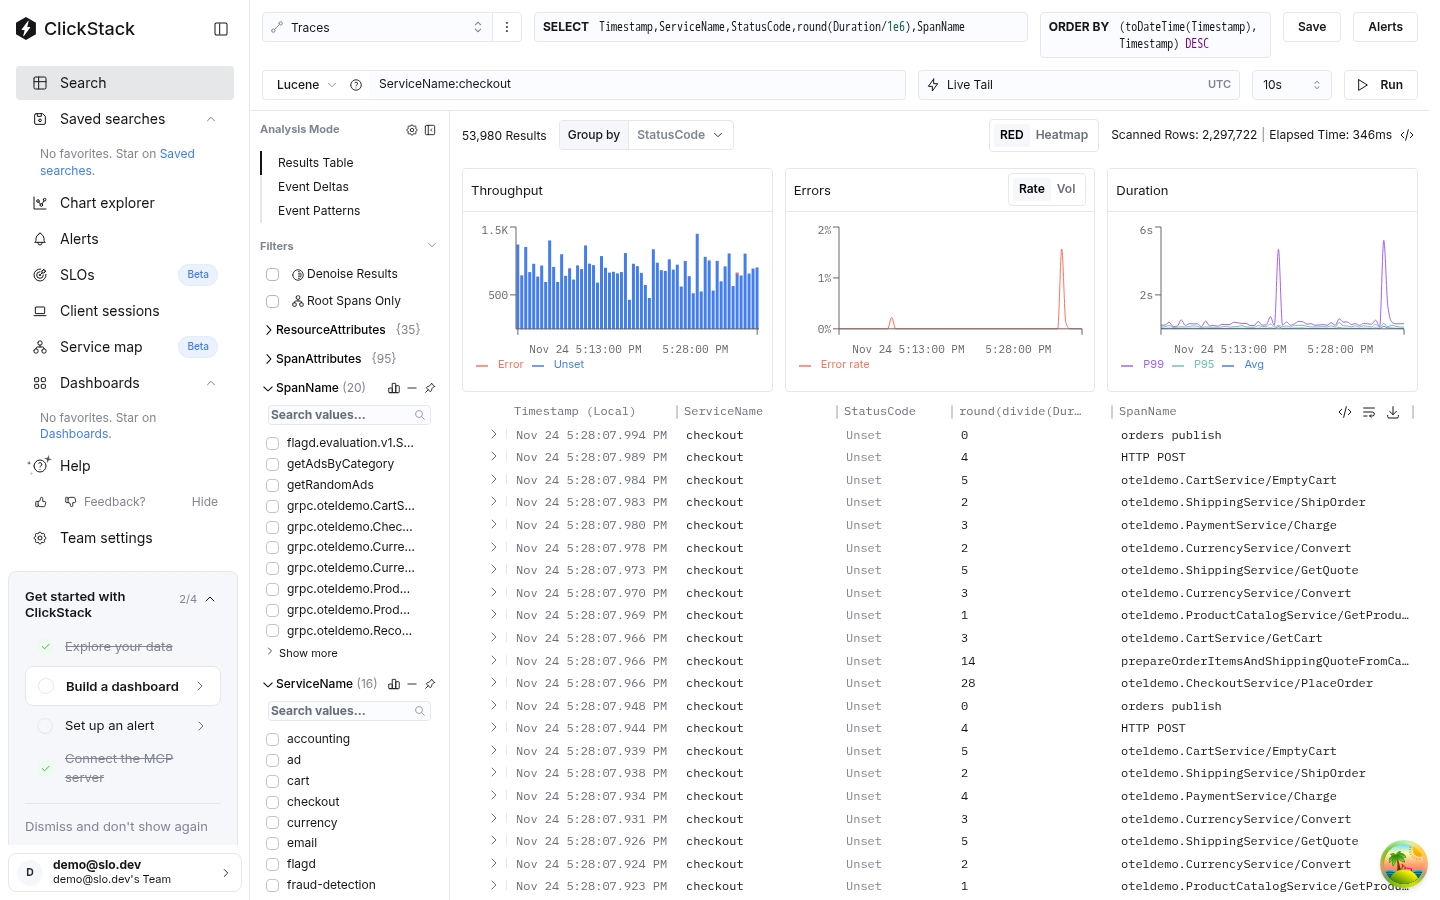 ClickStack
Search
Saved searches
No favorites. Star on Saved
searches.
Chart explorer
Alerts
SLOs Beta
Client sessions
Service map Beta
Dashboards
No favorites. Star on
Dashboards.
Help
Feedback? Hide
Team settings
Get started with
ClickStack
2/4
Explore your data
Build a dashboard
Set up an alert
Connect the MCP
server
Dismiss and don't show again
D
demo@slo.dev
demo@slo.dev's Team
Traces
SELECT Timestamp,ServiceName,StatusCode,round(Duration/1e6),SpanName
ORDER BY (toDateTime(Timestamp),
Timestamp) DESC
Save
Alerts
Lucene
ServiceName:checkout
Live Tail UTC
10s
Run
Analysis Mode
Results Table
Event Deltas
Event Patterns
Filters
Denoise Results
Root Spans Only
ResourceAttributes {35}
SpanAttributes {95}
SpanName (20)
Search values...
flagd.evaluation.v1.S...
getAdsByCategory
getRandomAds
grpc.oteldemo.CartS...
grpc.oteldemo.Chec...
grpc.oteldemo.Curre...
grpc.oteldemo.Curre...
grpc.oteldemo.Prod...
grpc.oteldemo.Prod...
grpc.oteldemo.Reco...
Show more
ServiceName (16)
Search values...
accounting
ad
cart
checkout
currency
email
flagd
fraud-detection
53,980 Results
Group by StatusCode
RED Heatmap
Scanned Rows: 2,297,722 | Elapsed Time: 346ms
Throughput
1.5K
500
Nov 24 5:13:00 PM 5:28:00 PM
Error Unset
Errors
Rate Vol
2%
1%
0%
Nov 24 5:13:00 PM 5:28:00 PM
Error rate
Duration
6s
2s
Nov 24 5:13:00 PM 5:28:00 PM
P99 P95 Avg
Timestamp (Local) ServiceName StatusCode round(divide(Dur... SpanName
Nov 24 5:28:07.994 PM checkout Unset 0 orders publish
Nov 24 5:28:07.989 PM checkout Unset 4 HTTP POST
Nov 24 5:28:07.984 PM checkout Unset 5 oteldemo.CartService/EmptyCart
Nov 24 5:28:07.983 PM checkout Unset 2 oteldemo.ShippingService/ShipOrder
Nov 24 5:28:07.980 PM checkout Unset 3 oteldemo.PaymentService/Charge
Nov 24 5:28:07.978 PM checkout Unset 2 oteldemo.CurrencyService/Convert
Nov 24 5:28:07.973 PM checkout Unset 5 oteldemo.ShippingService/GetQuote
Nov 24 5:28:07.970 PM checkout Unset 3 oteldemo.CurrencyService/Convert
Nov 24 5:28:07.969 PM checkout Unset 1 oteldemo.ProductCatalogService/GetProdu...
Nov 24 5:28:07.966 PM checkout Unset 3 oteldemo.CartService/GetCart
Nov 24 5:28:07.966 PM checkout Unset 14 prepareOrderItemsAndShippingQuoteFromCa...
Nov 24 5:28:07.966 PM checkout Unset 28 oteldemo.CheckoutService/PlaceOrder
Nov 24 5:28:07.948 PM checkout Unset 0 orders publish
Nov 24 5:28:07.944 PM checkout Unset 4 HTTP POST
Nov 24 5:28:07.939 PM checkout Unset 5 oteldemo.CartService/EmptyCart
Nov 24 5:28:07.938 PM checkout Unset 2 oteldemo.ShippingService/ShipOrder
Nov 24 5:28:07.934 PM checkout Unset 4 oteldemo.PaymentService/Charge
Nov 24 5:28:07.931 PM checkout Unset 3 oteldemo.CurrencyService/Convert
Nov 24 5:28:07.926 PM checkout Unset 5 oteldemo.ShippingService/GetQuote
Nov 24 5:28:07.924 PM checkout Unset 2 oteldemo.CurrencyService/Convert
Nov 24 5:28:07.923 PM checkout Unset 1 oteldemo.ProductCatalogService/GetProdu...